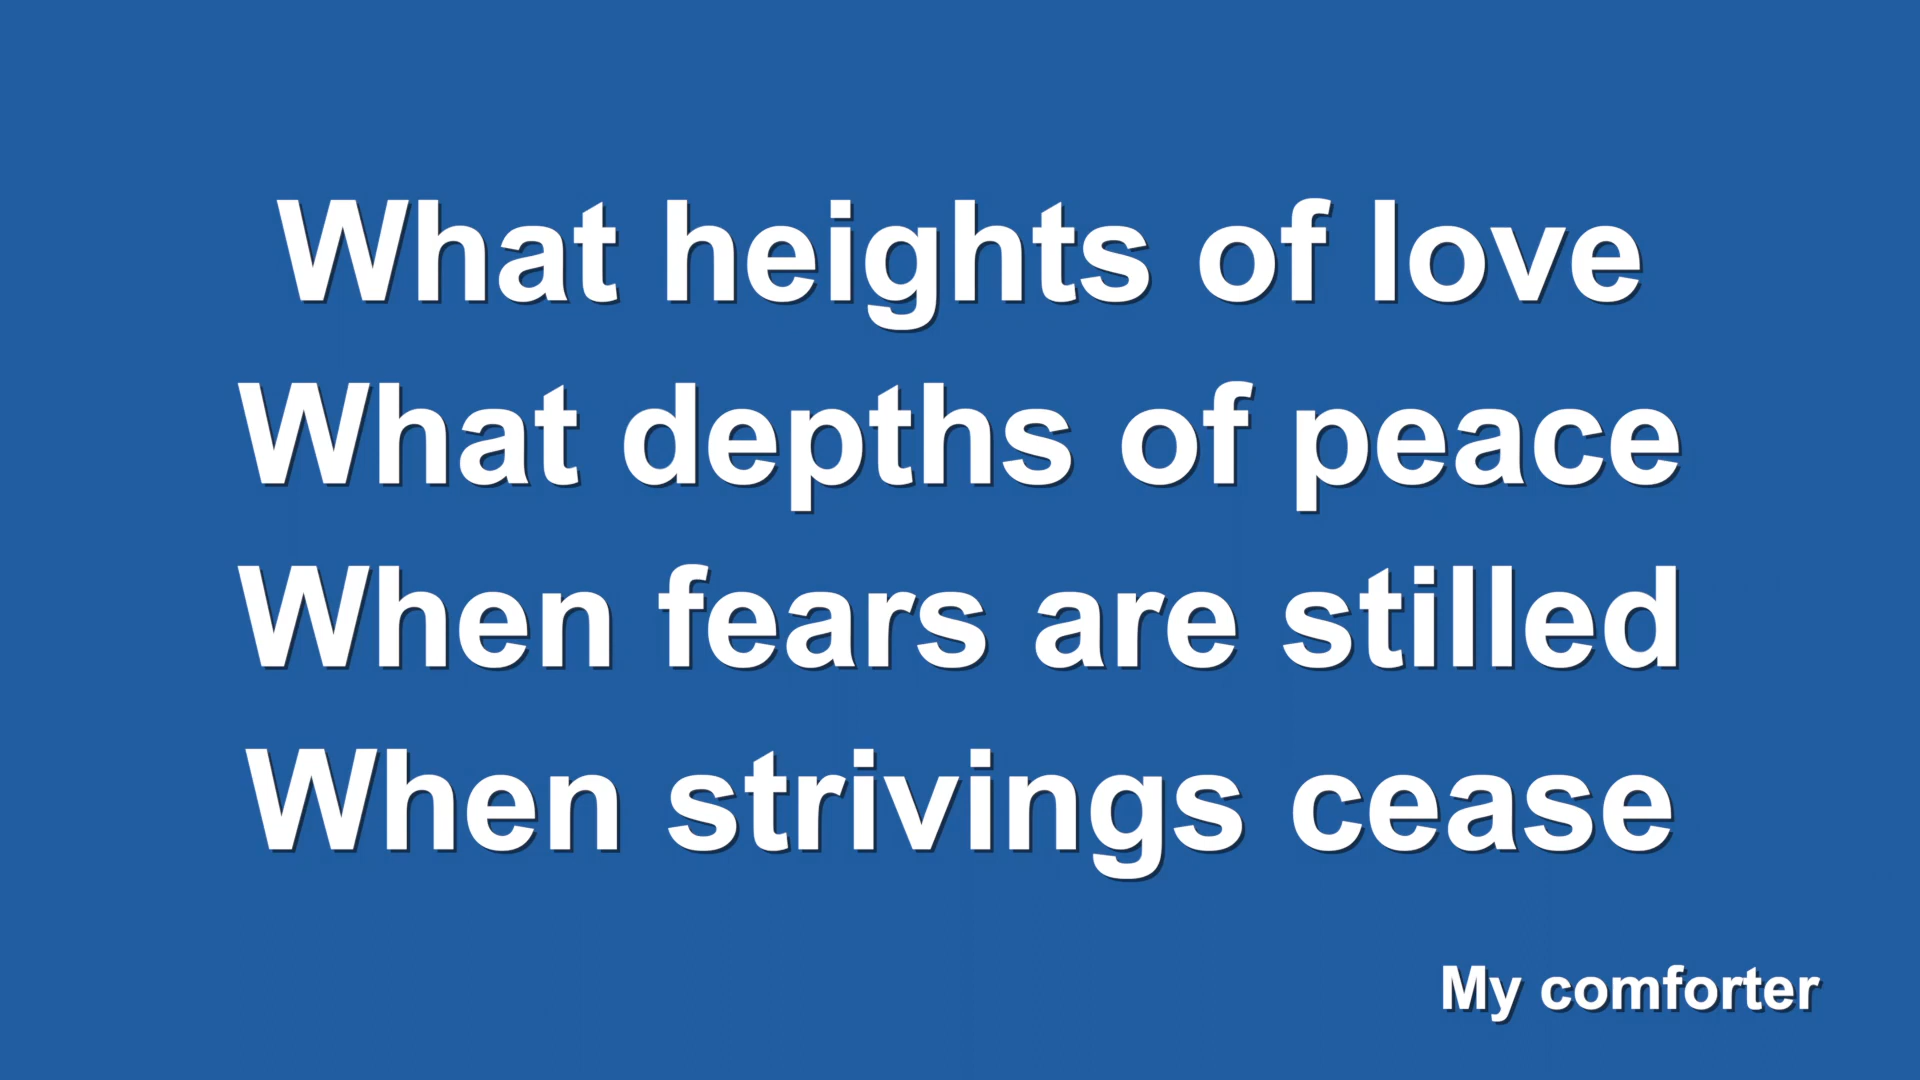 What heights of love
What depths of peace
When fears are stilled
When strivings cease
My comforter